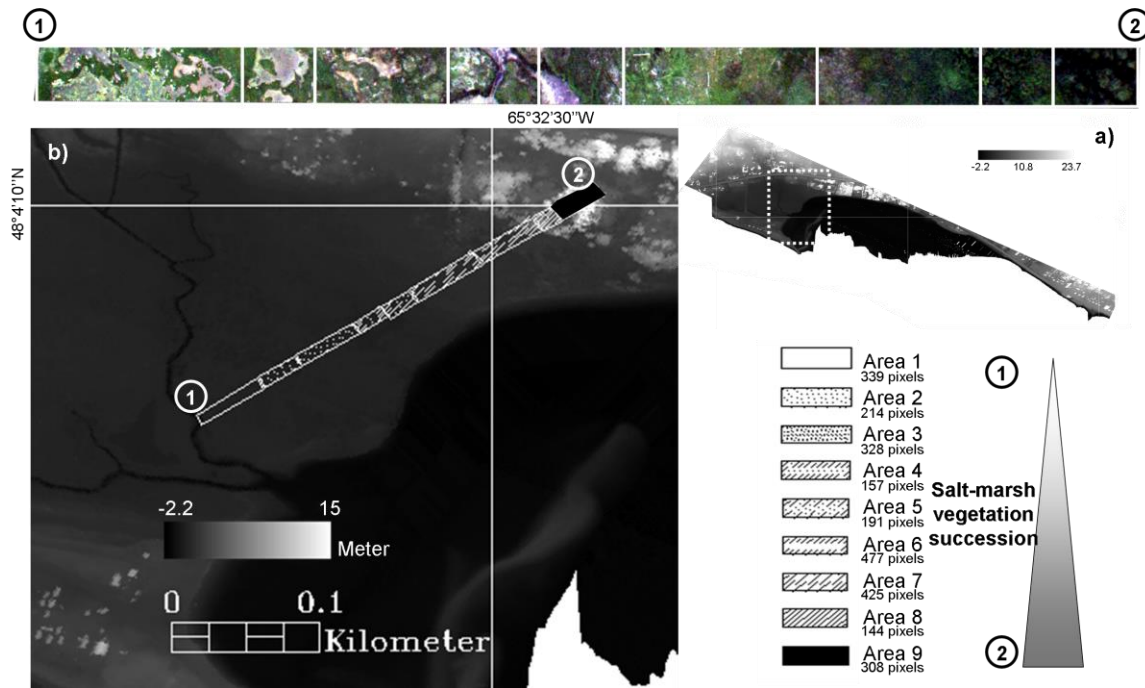 1
2
65°32'30''W
b)
a)
-2.2 10.8 23.7
48°4'10''N
2
1
-2.2 15
Meter
0 0.1
Kilometer
Area 1
339 pixels
Area 2
214 pixels
Area 3
328 pixels
Area 4
157 pixels
Area 5
191 pixels
Area 6
477 pixels
Area 7
425 pixels
Area 8
144 pixels
Area 9
308 pixels
1
Salt-marsh
vegetation
succession
2